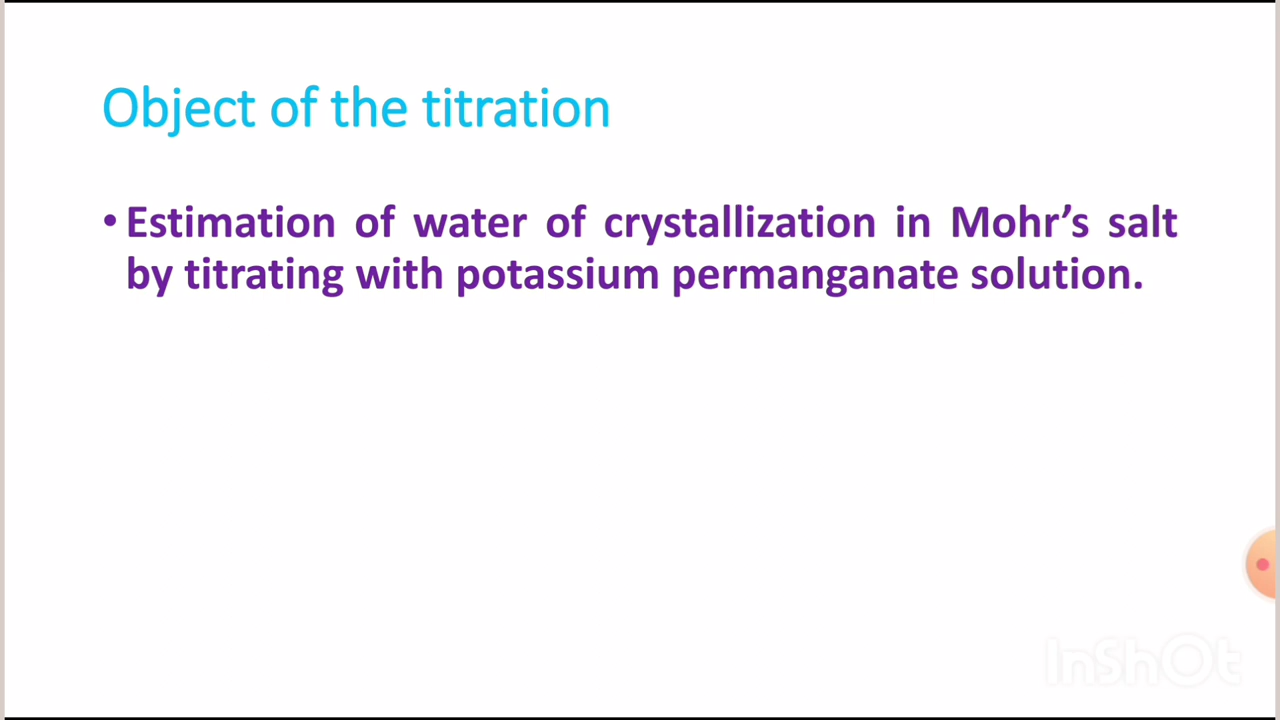 Object of the titration
• Estimation of water of crystallization in Mohr’s salt
by titrating with potassium permanganate solution.
InShOt